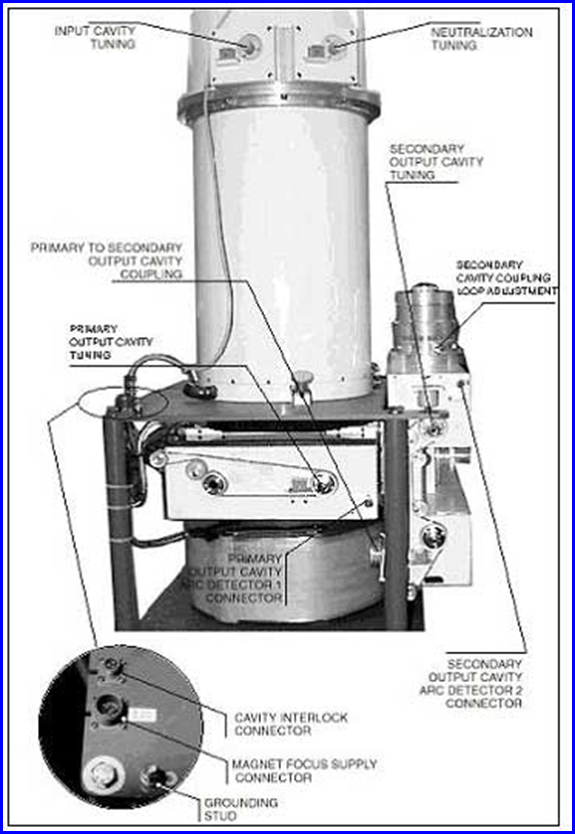 INPUT CAVITY
TUNING
NEUTRALIZATION
TUNING
SECONDARY
OUTPUT CAVITY
TUNING
PRIMARY TO SECONDARY
OUTPUT CAVITY
COUPLING
SECONDARY
CAVITY COUPLING
LOOP ADJUSTMENT
PRIMARY
OUTPUT CAVITY
TUNING
PRIMARY
OUTPUT CAVITY
ARC DETECTOR 1
CONNECTOR
SECONDARY
OUTPUT CAVITY
ARC DETECTOR 2
CONNECTOR
CAVITY INTERLOCK
CONNECTOR
MAGNET FOCUS SUPPLY
CONNECTOR
GROUNDING
STUD